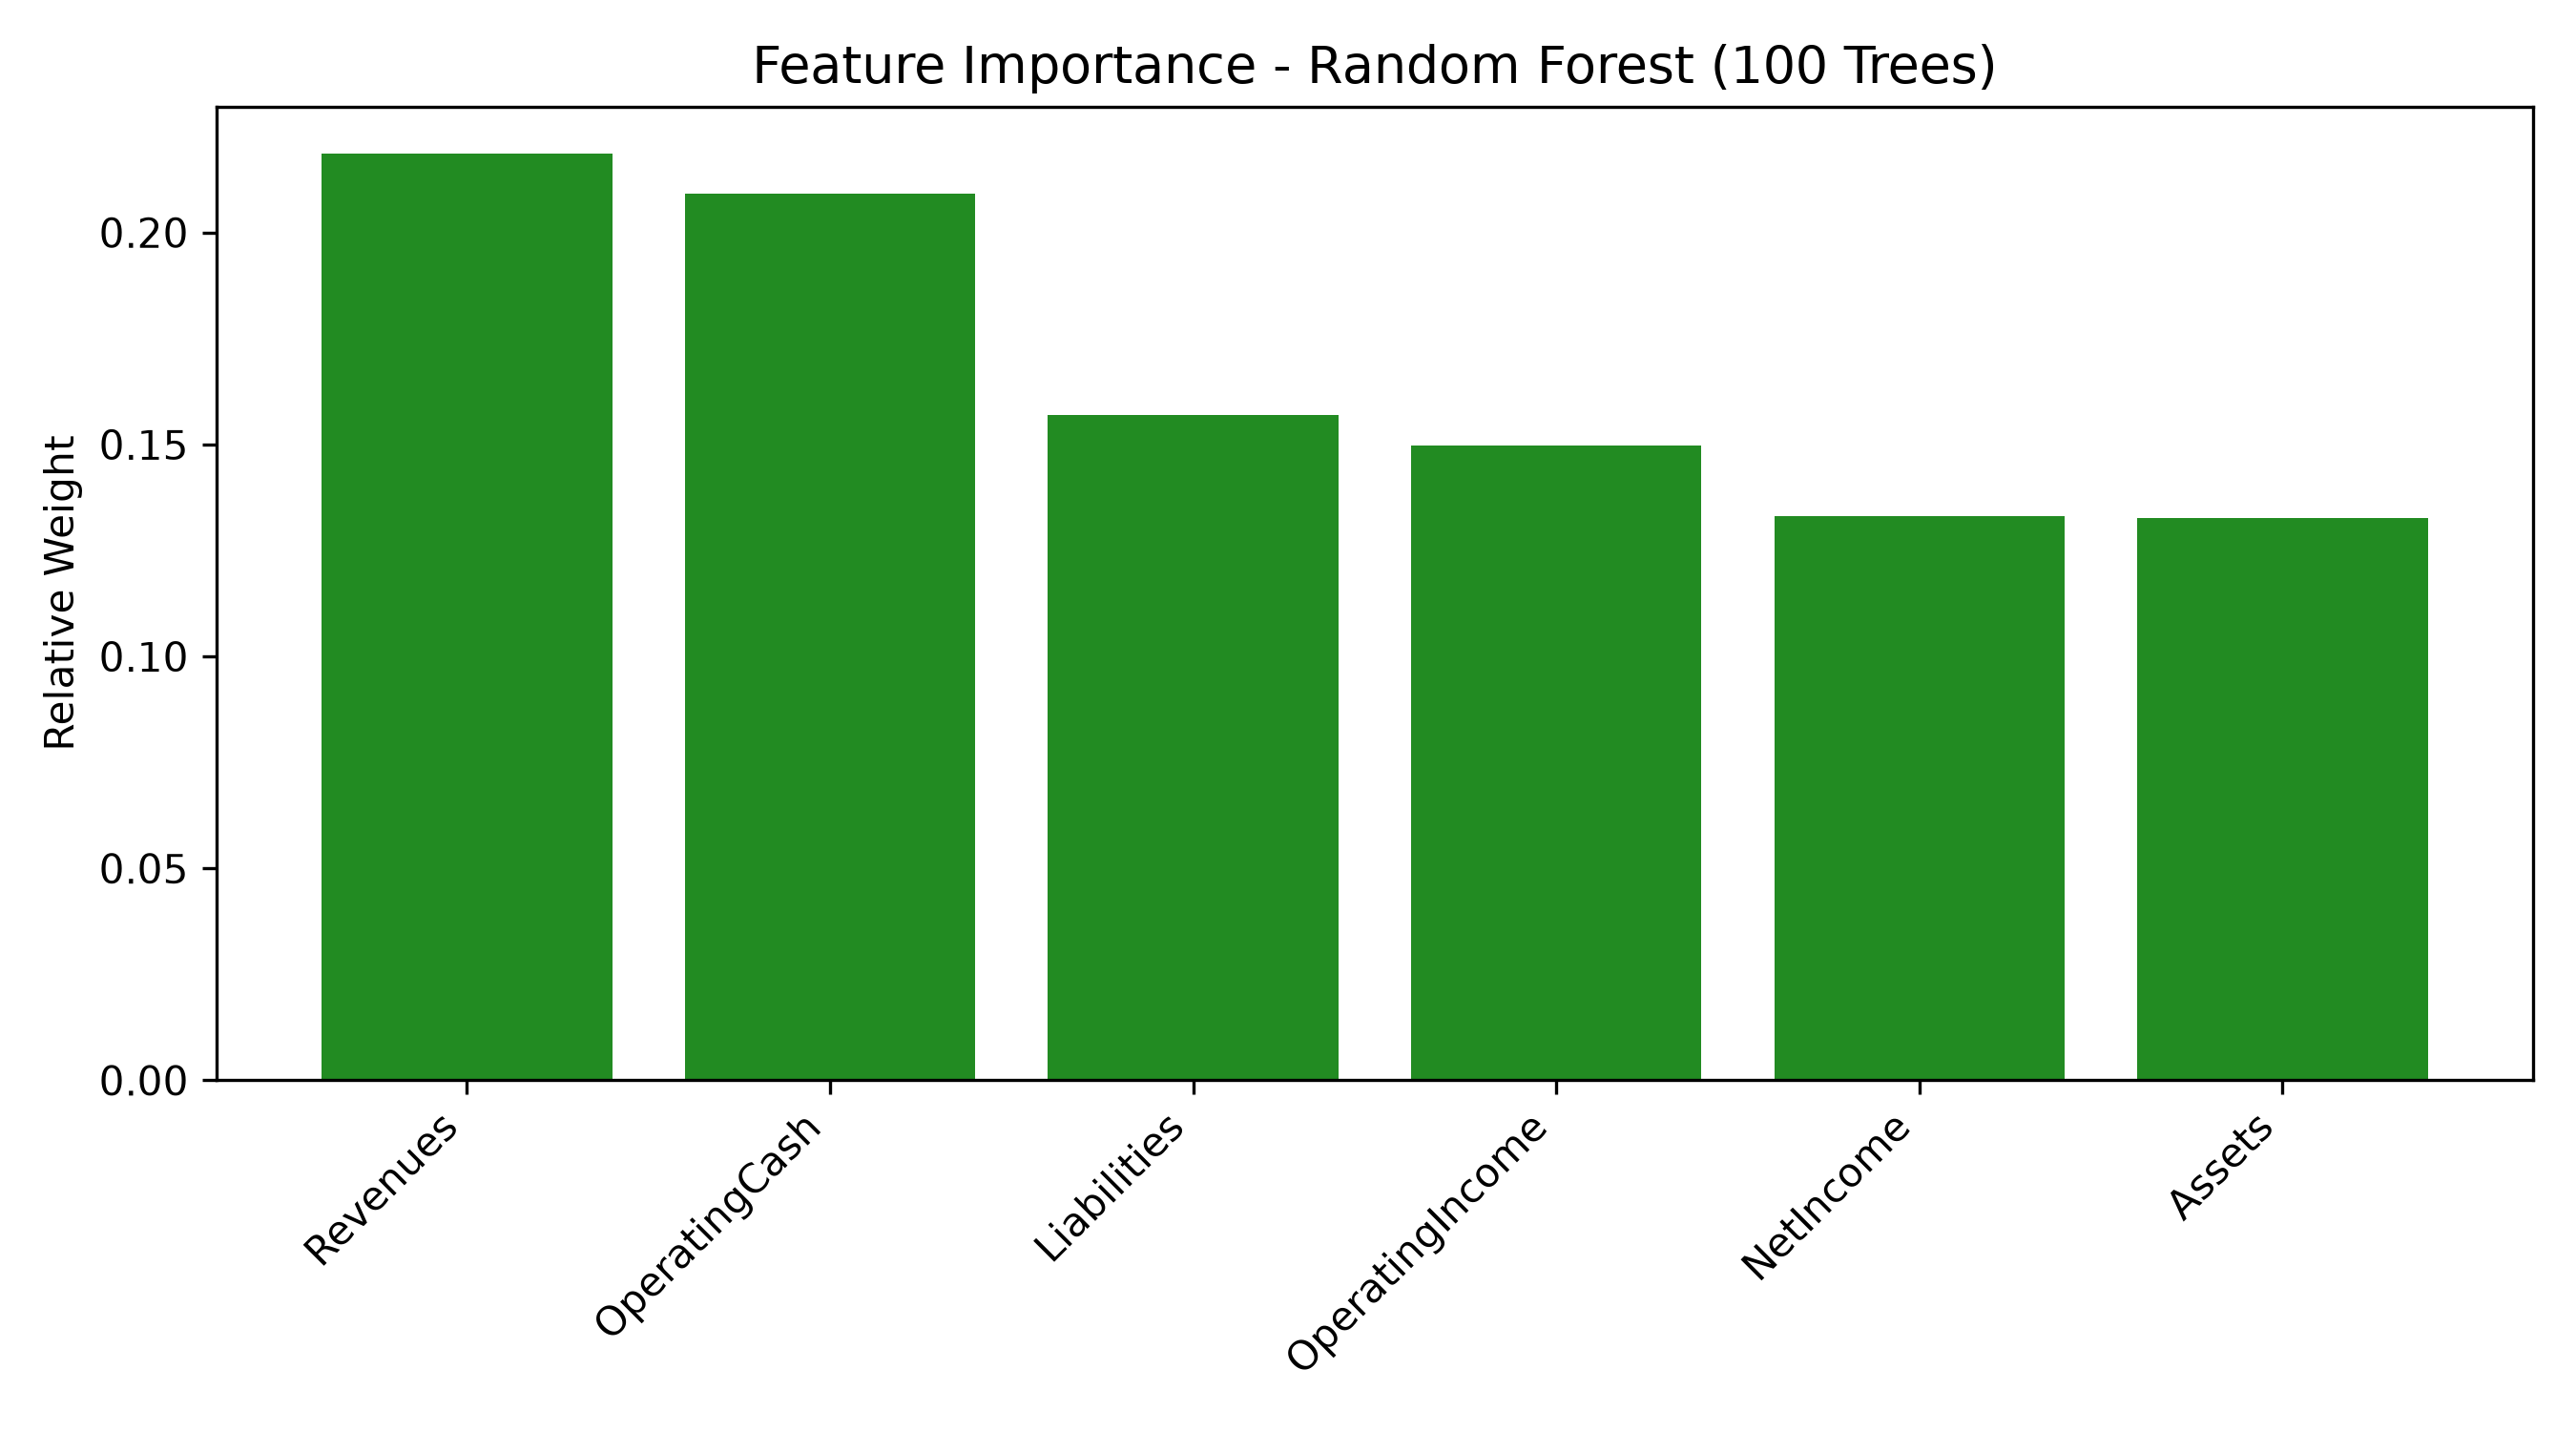 Feature Importance - Random Forest (100 Trees)
Relative Weight
0.20
0.15
0.10
0.05
0.00
Revenues
OperatingCash
Liabilities
OperatingIncome
NetIncome
Assets